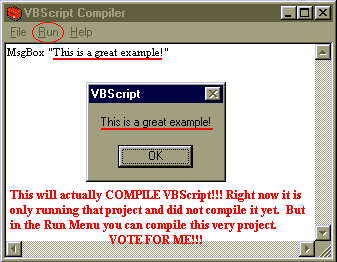 VBScript Compiler
File Run Help
MsgBox "This is a great example!"
VBScript
This is a great example!
OK
This will actually COMPILE VBScript!!! Right now it is
only running that project and did not compile it yet. But
in the Run Menu you can compile this very project.
VOTE FOR ME!!!